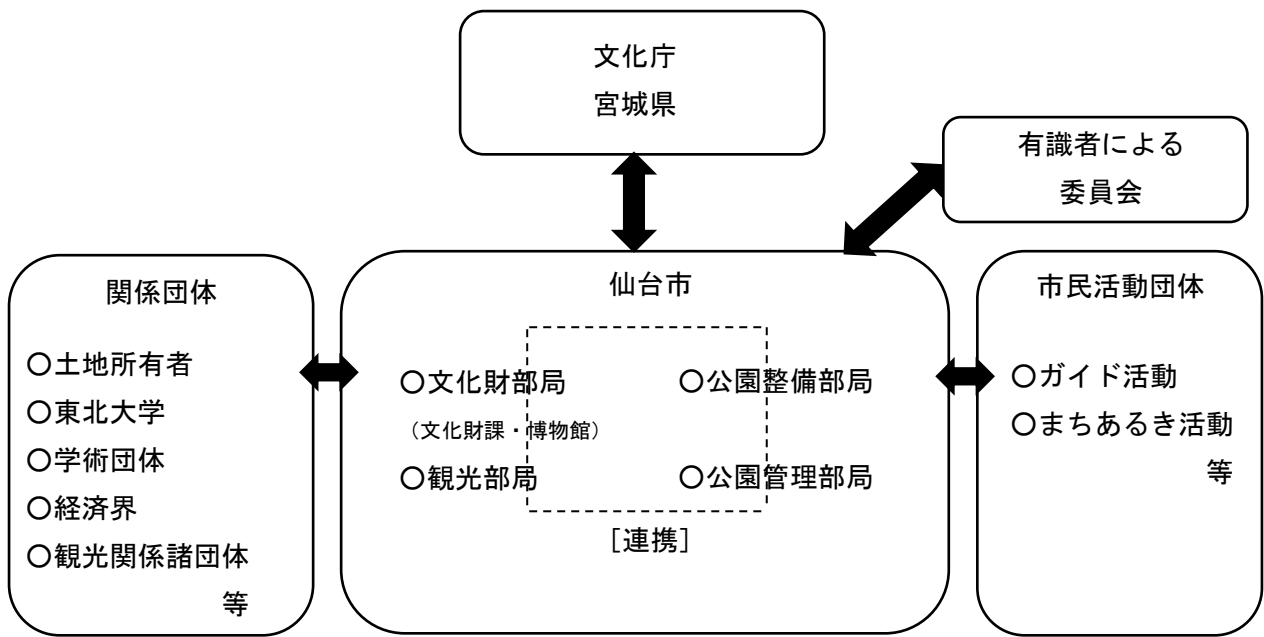 文化庁
宮城県
有識者による
委員会
関係団体
○土地所有者
○東北大学
○学術団体
○経済界
○観光関係諸団体
等
仙台市
○文化財部局
（文化財課・博物館）
○観光部局
○公園整備部局
○公園管理部局
［連携］
市民活動団体
○ガイド活動
○まちあるき活動
等